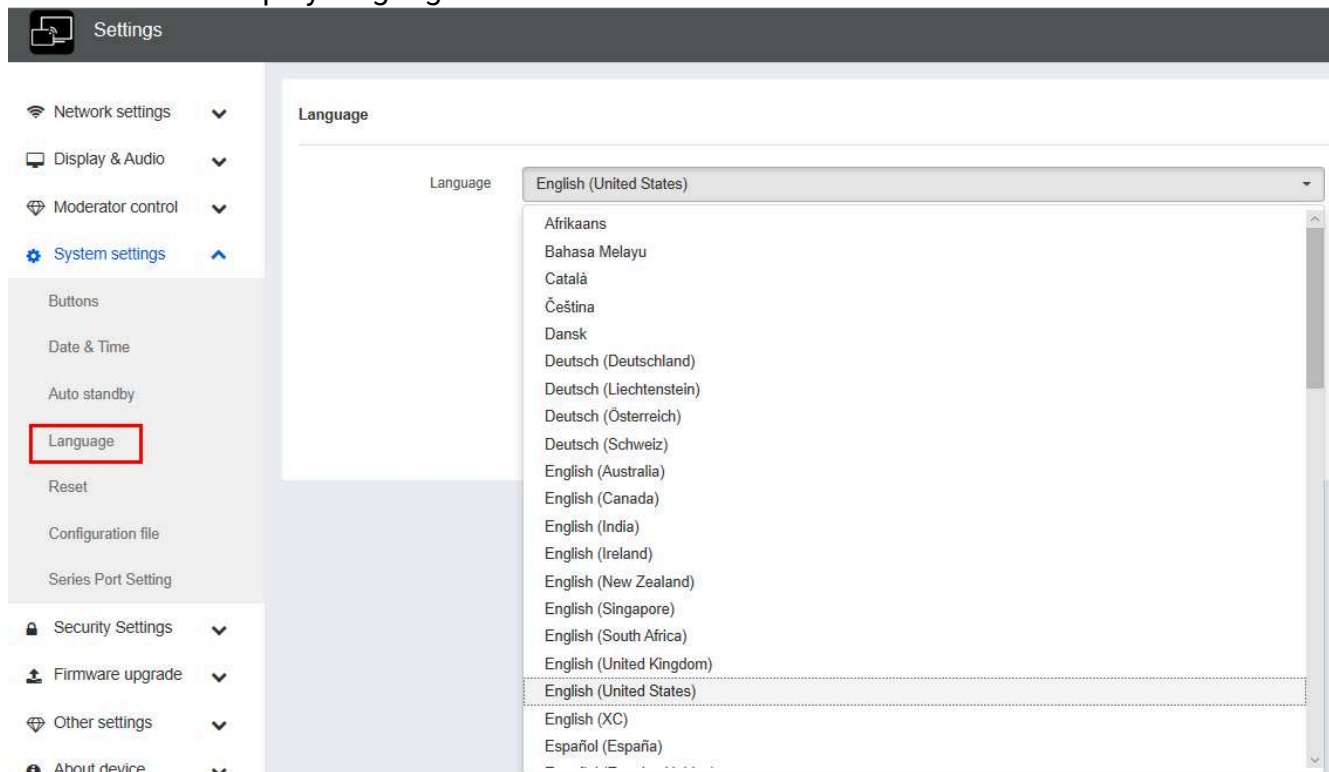 Settings
Network settings
Display & Audio
Moderator control
System settings
Buttons
Date & Time
Auto standby
Language
Reset
Configuration file
Series Port Setting
Security Settings
Firmware upgrade
Other settings
About device
Language
Language English (United States)
Afrikaans
Bahasa Melayu
Català
Čeština
Dansk
Deutsch (Deutschland)
Deutsch (Liechtenstein)
Deutsch (Österreich)
Deutsch (Schweiz)
English (Australia)
English (Canada)
English (India)
English (Ireland)
English (New Zealand)
English (Singapore)
English (South Africa)
English (United Kingdom)
English (United States)
English (XC)
Español (España)